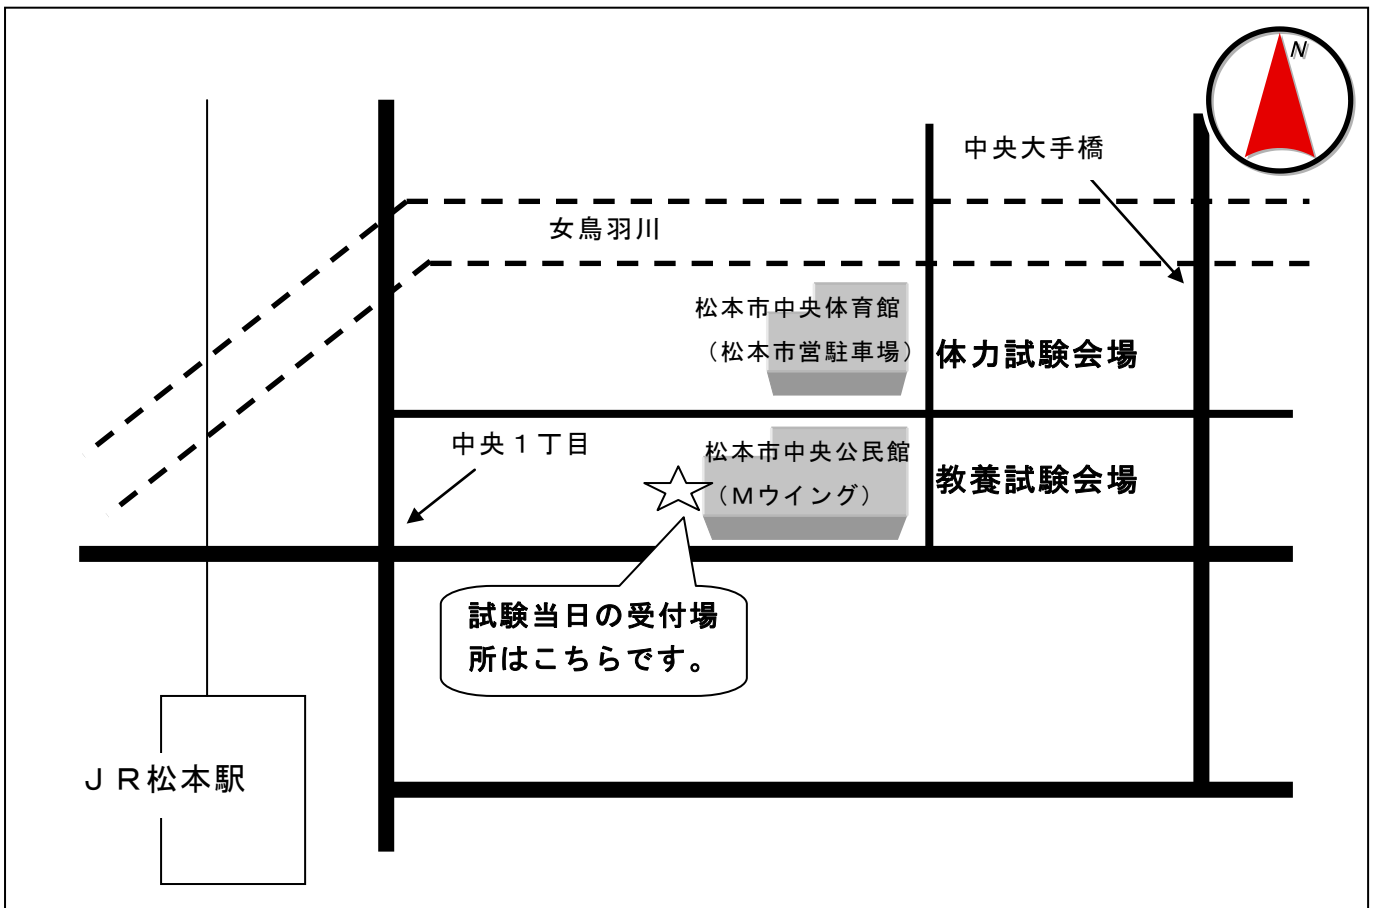 N
中央大手橋
女鳥羽川
松本市中央体育館
（松本市営駐車場）
体力試験会場
中央１丁目
松本市中央公民館
（Ｍウイング）
教養試験会場
試験当日の受付場
所はこちらです。
ＪＲ松本駅